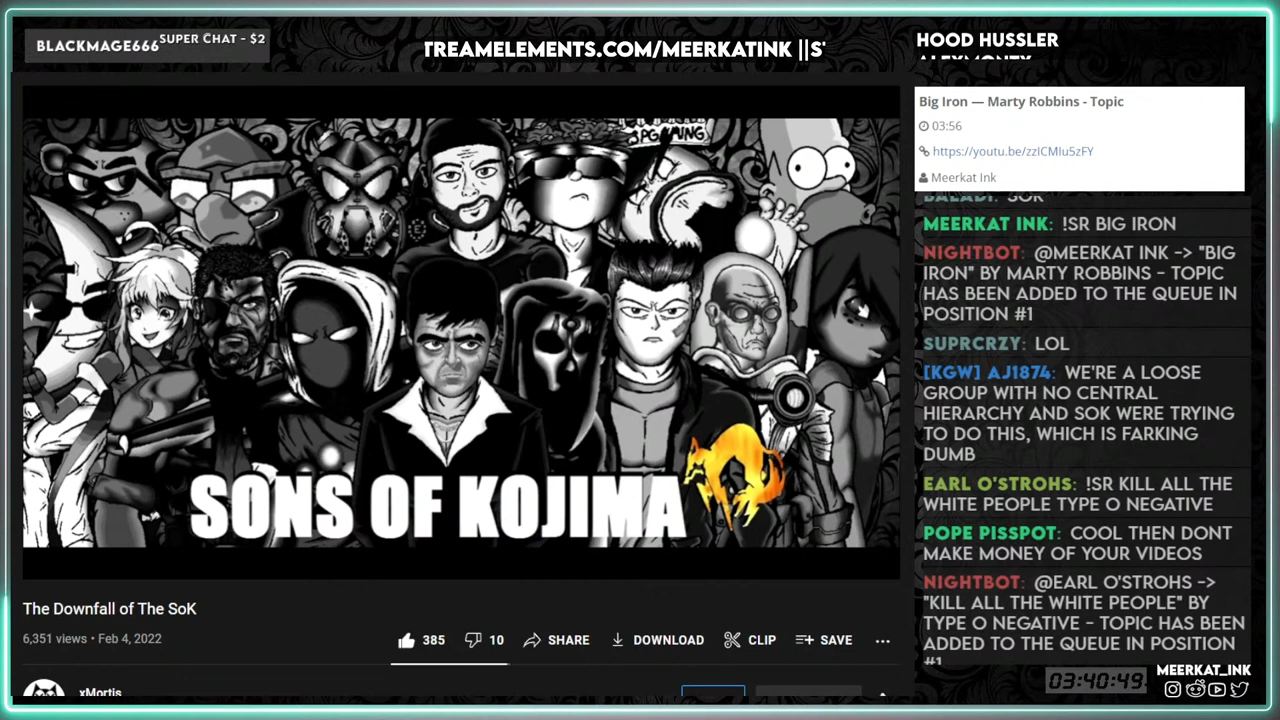 BLACKMAGE666 SUPER CHAT - $2
TREAMELEMENTS.COM/MEERKATINK || S'
HOOD HUSSLER
ALEXMONTY
Big Iron — Marty Robbins - Topic
03:56
https://youtu.be/zzICMIu5zFY
Meerkat Ink
BALADI: SOK
MEERKAT INK: !SR BIG IRON
NIGHTBOT: @MEERKAT INK -> "BIG
IRON" BY MARTY ROBBINS - TOPIC
HAS BEEN ADDED TO THE QUEUE IN
POSITION #1
SUPRCRZY: LOL
[KGW] AJ1874: WE'RE A LOOSE
GROUP WITH NO CENTRAL
HIERARCHY AND SOK WERE TRYING
TO DO THIS, WHICH IS FARKING
DUMB
EARL O'STROHS: !SR KILL ALL THE
WHITE PEOPLE TYPE O NEGATIVE
POPE PISSPOT: COOL THEN DONT
MAKE MONEY OF YOUR VIDEOS
NIGHTBOT: @EARL O'STROHS ->
"KILL ALL THE WHITE PEOPLE" BY
TYPE O NEGATIVE - TOPIC HAS BEEN
ADDED TO THE QUEUE IN POSITION
#1
SONS OF KOJIMA
The Downfall of The SoK
6,351 views • Feb 4, 2022
385
10
SHARE
DOWNLOAD
CLIP
SAVE
xMortis
03:40:49
MEERKAT_INK